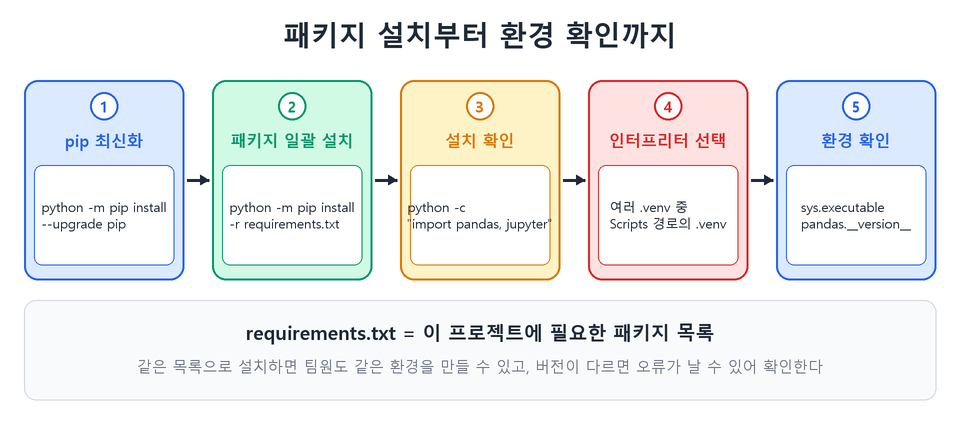 패키지 설치부터 환경 확인까지
1
pip 최신화
python -m pip install
--upgrade pip
2
패키지 일괄 설치
python -m pip install
-r requirements.txt
3
설치 확인
python -c
"import pandas, jupyter"
4
인터프리터 선택
여러 .venv 중
Scripts 경로의 .venv
5
환경 확인
sys.executable
pandas.__version__
requirements.txt = 이 프로젝트에 필요한 패키지 목록
같은 목록으로 설치하면 팀원도 같은 환경을 만들 수 있고, 버전이 다르면 오류가 날 수 있어 확인한다